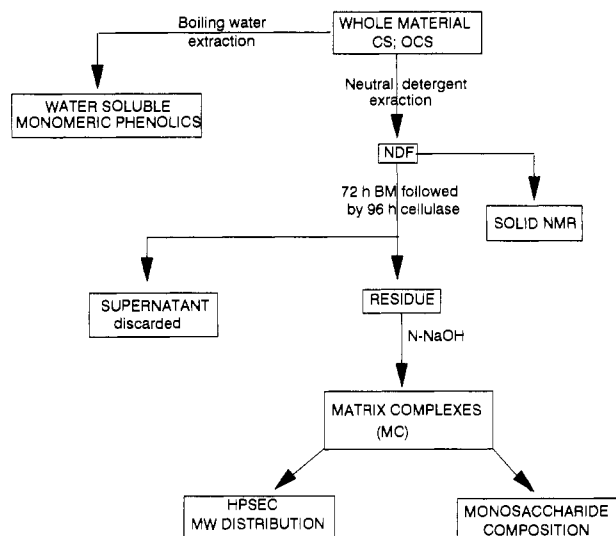 Boiling water
extraction
WHOLE MATERIAL
CS; OCS
WATER SOLUBLE
MONOMERIC PHENOLICS
Neutral detergent
extraction
NDF
72 h BM followed
by 96 h cellulase
SOLID NMR
SUPERNATANT
discarded
RESIDUE
N-NaOH
MATRIX COMPLEXES
(MC)
HPSEC
MW DISTRIBUTION
MONOSACCHARIDE
COMPOSITION